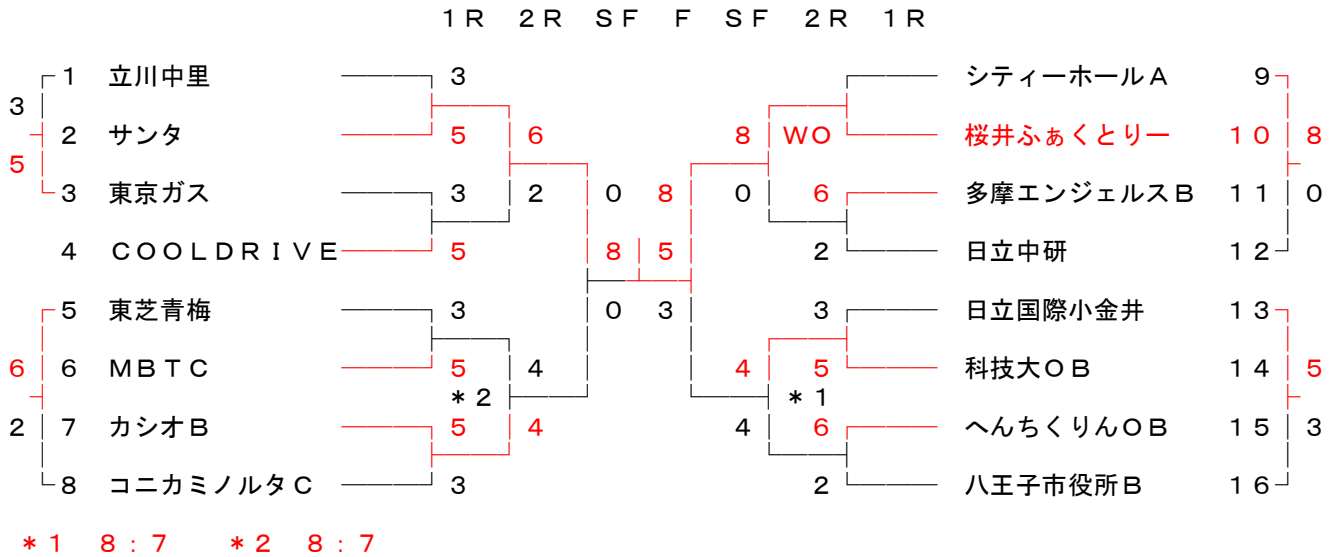 １Ｒ ２Ｒ ＳＦ Ｆ ＳＦ ２Ｒ １Ｒ
１ 立川中里 ３ シティーホールＡ ９
３
２ サンタ ５ ６ ８ ＷＯ 桜井ふぁくとりー １０ ８
５
３ 東京ガス ３ ２ ０ ８ ０ ６ 多摩エンジェルスＢ １１ ０
４ ＣＯＯＬＤＲＩＶＥ ５ ８ ５ ２ 日立中研 １２
５ 東芝青梅 ３ ０ ３ ３ 日立国際小金井 １３
６ ６ ＭＢＴＣ ５ ４ ４ ５ 科技大ＯＢ １４ ５
＊２ ＊１
２ ７ カシオＢ ５ ４ ４ ６ へんちくりんＯＢ １５ ３
８ コニカミノルタＣ ３ ２ 八王子市役所Ｂ １６
＊１ ８：７ ＊２ ８：７